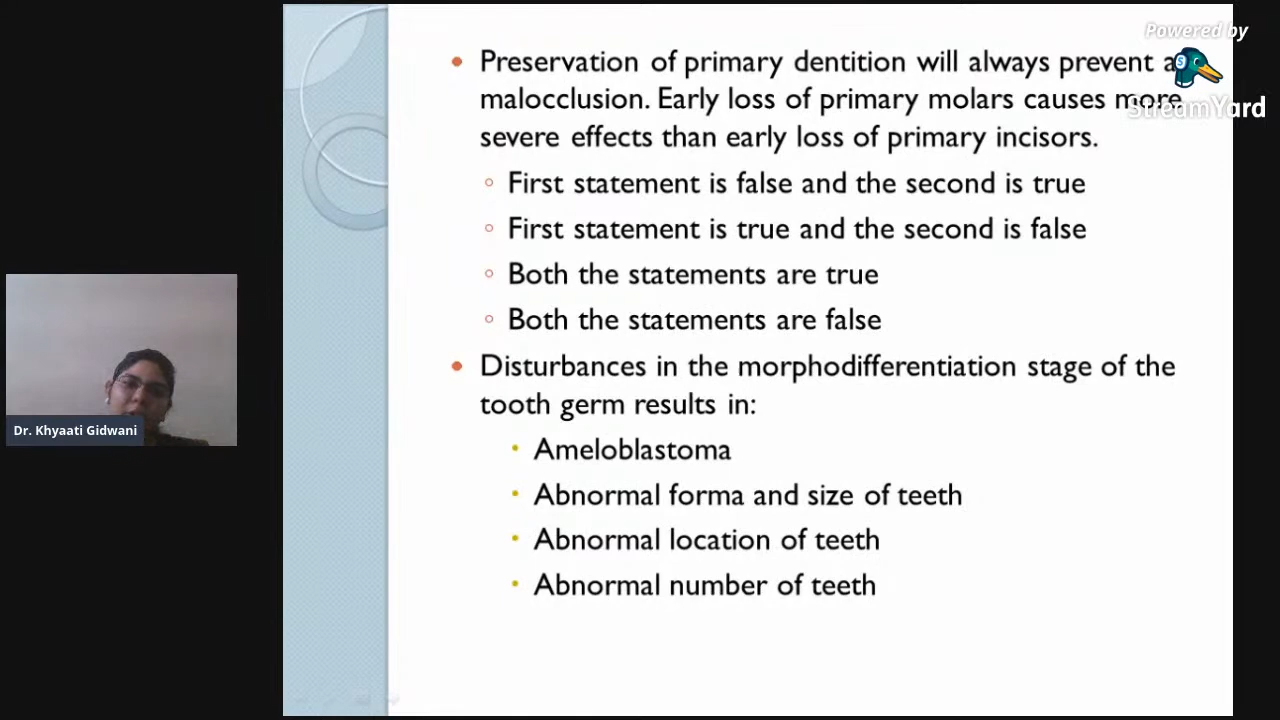 Powered by
StreamYard
Preservation of primary dentition will always prevent a
malocclusion. Early loss of primary molars causes more
severe effects than early loss of primary incisors.
First statement is false and the second is true
First statement is true and the second is false
Both the statements are true
Both the statements are false
Disturbances in the morphodifferentiation stage of the
tooth germ results in:
Ameloblastoma
Abnormal forma and size of teeth
Abnormal location of teeth
Abnormal number of teeth
Dr. Khyaati Gidwani